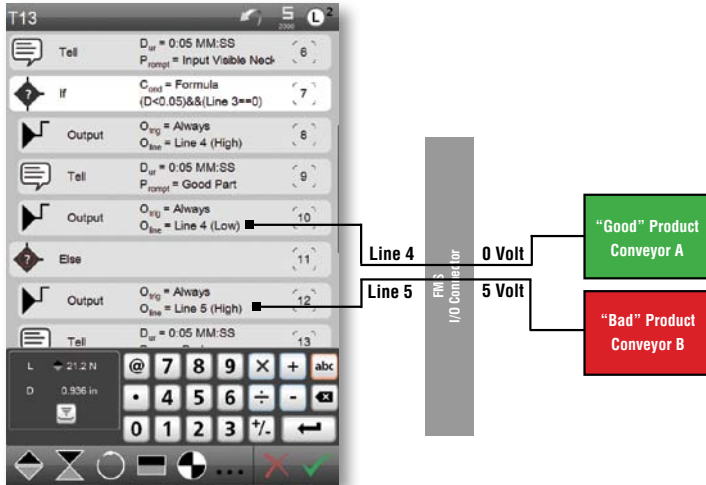 T13
S
2000
L2
Tell
Dur = 0:05 MM:SS
Prompt = Input Visible Neck
6
If
Cond = Formula
(D<0.05)&&(Line 3==0)
7
Output
Otrig = Always
Oline = Line 4 (High)
8
Tell
Dur = 0:05 MM:SS
Prompt = Good Part
9
Output
Otrig = Always
Oline = Line 4 (Low)
10
Else
11
Output
Otrig = Always
Oline = Line 5 (High)
12
Tell
Dur = 0:05 MM:SS
13
L 21.2 N
D 0.936 in
@ 7 8 9 × + abc
. 4 5 6 ÷ -
0 1 2 3 +/-
...
Line 4
0 Volt
Line 5
5 Volt
FMS
I/O Connector
“Good” Product
Conveyor A
“Bad” Product
Conveyor B